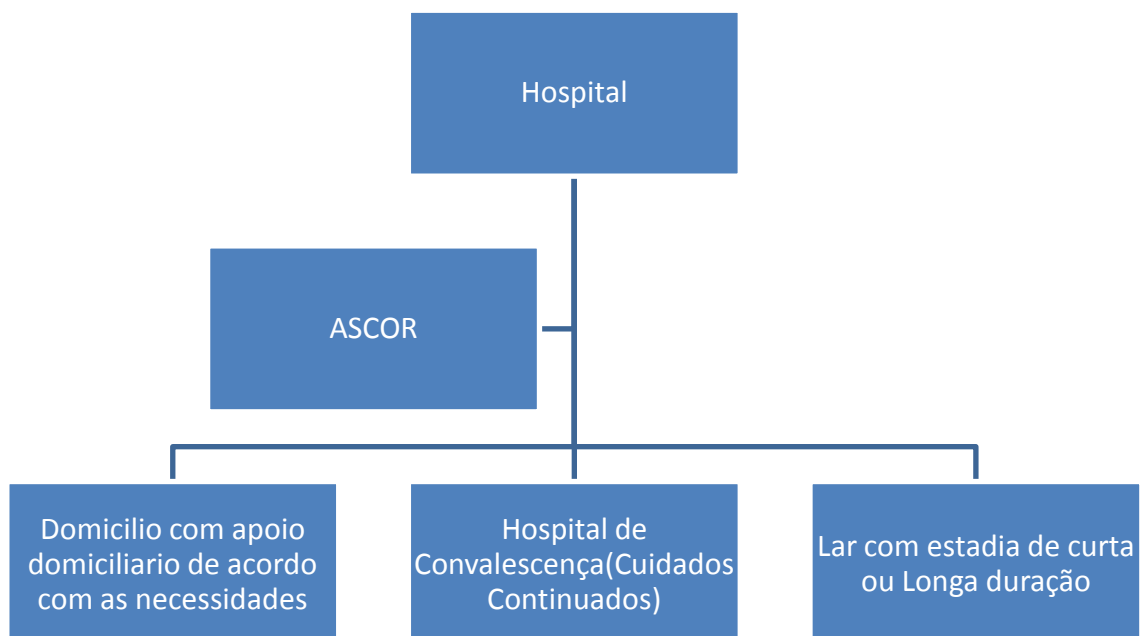 Hospital
ASCOR
Domicilio com apoio
domiciliario de acordo
com as necessidades
Hospital de
Convalescença(Cuidados
Continuados)
Lar com estadia de curta
ou Longa duração